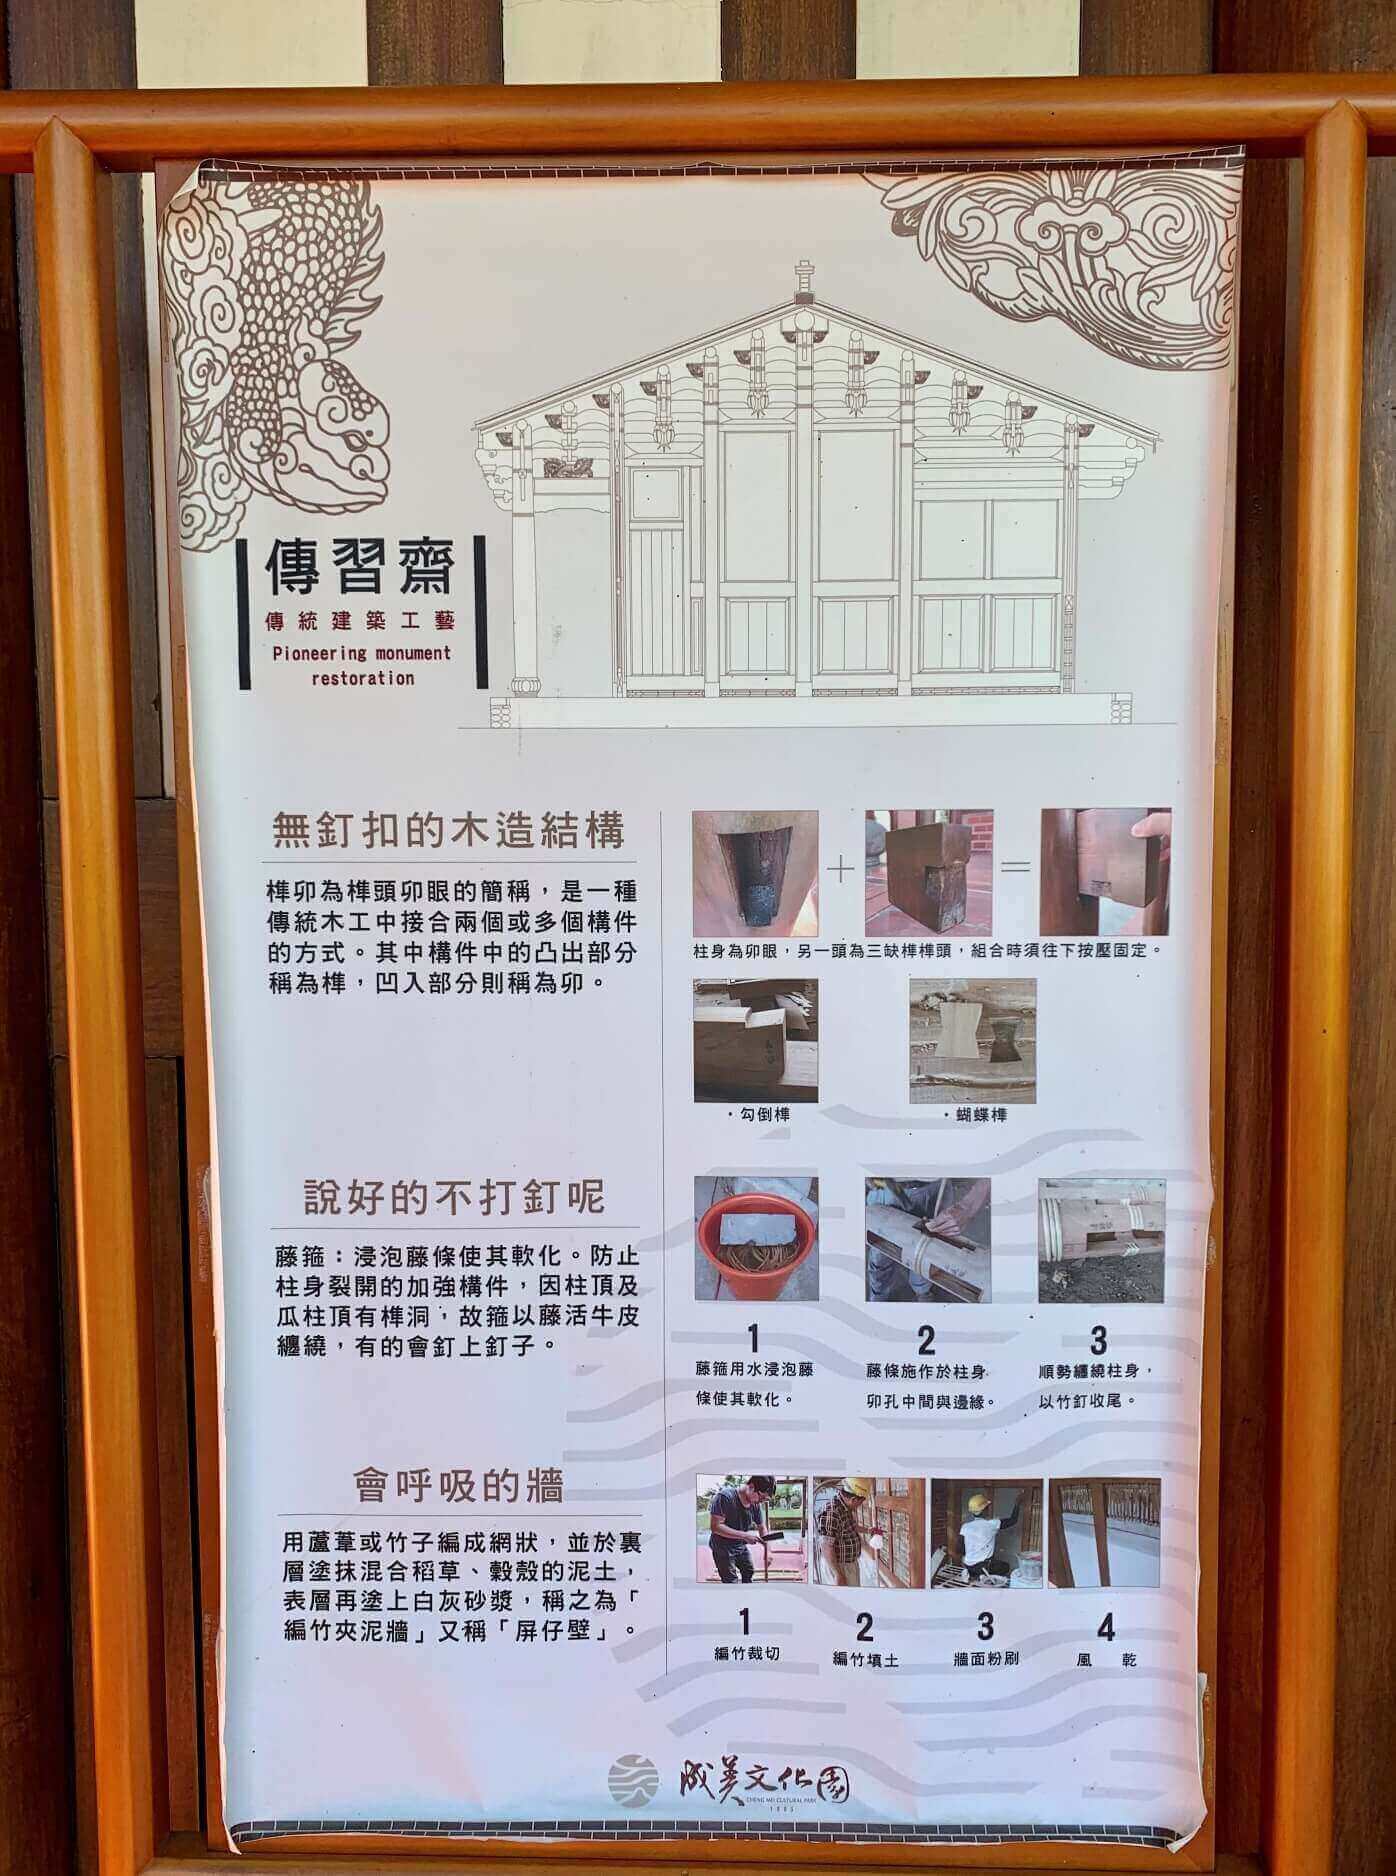 傳習齋
傳統建築工藝
Pioneering monument
restoration
無釘扣的木造結構
榫卯為榫頭卯眼的簡稱，是一種
傳統木工中接合兩個或多個構件
的方式。其中構件中的凸出部分
稱為榫，凹入部分則稱為卯。
柱身為卯眼，另一頭為三缺榫榫頭，組合時須往下按壓固定。
・勾倒榫
・蝴蝶榫
說好的不打釘呢
藤箍：浸泡藤條使其軟化。防止
柱身裂開的加強構件，因柱頂及
瓜柱頂有榫洞，故箍以藤活牛皮
纏繞，有的會釘上釘子。
1
藤箍用水浸泡藤
條使其軟化。
2
藤條施作於柱身
卯孔中間與邊緣。
3
順勢纏繞柱身，
以竹釘收尾。
會呼吸的牆
用蘆葦或竹子編成網狀，並於裏
層塗抹混合稻草、穀殼的泥土，
表層再塗上白灰砂漿，稱之為「
編竹夾泥牆」又稱「屏仔壁」。
1
編竹裁切
2
編竹填土
3
牆面粉刷
4
風 乾
成美文化園
CHENG MEI CULTURAL PARK
1885